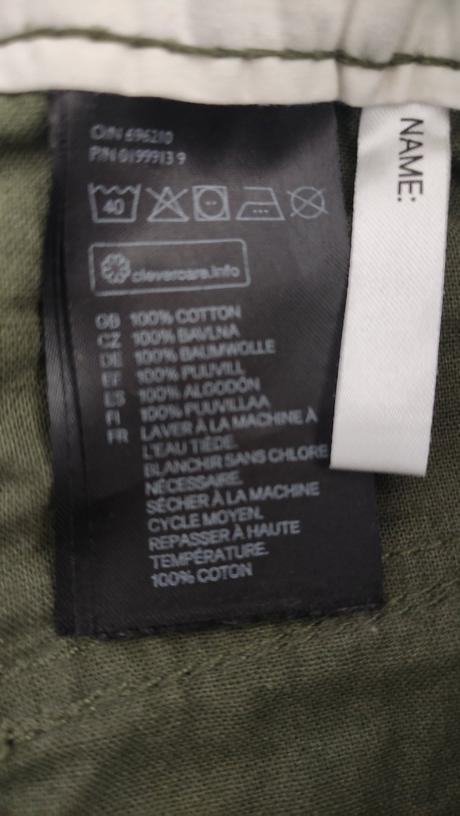 O/N 696210
P/N 0199913 9
40
clevercare.info
GB 100% COTTON
CZ 100% BAVLNA
DE 100% BAUMWOLLE
EE 100% PUUVILL
ES 100% ALGODÓN
FI 100% PUUVILLAA
FR LAVER À LA MACHINE À
L'EAU TIÈDE.
BLANCHIR SANS CHLORE
NÉCESSAIRE.
SÉCHER À LA MACHINE
CYCLE MOYEN.
REPASSER À HAUTE
TEMPÉRATURE.
100% COTON
NAME: